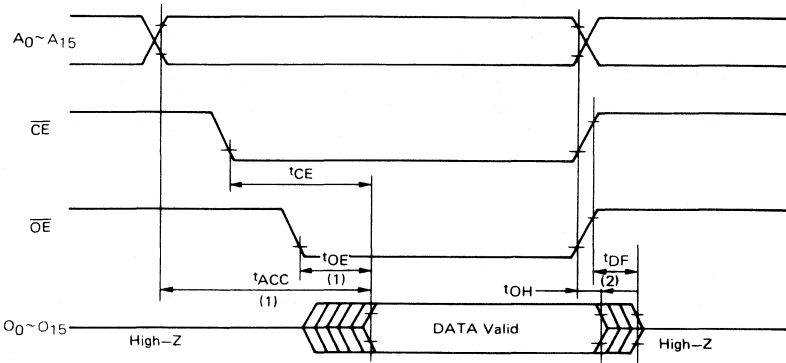 A0~A15
CE
tCE
OE
tOE
(1)
tACC
(1)
tDF
(2)
tOH
O0~O15
High-Z
DATA Valid
High-Z